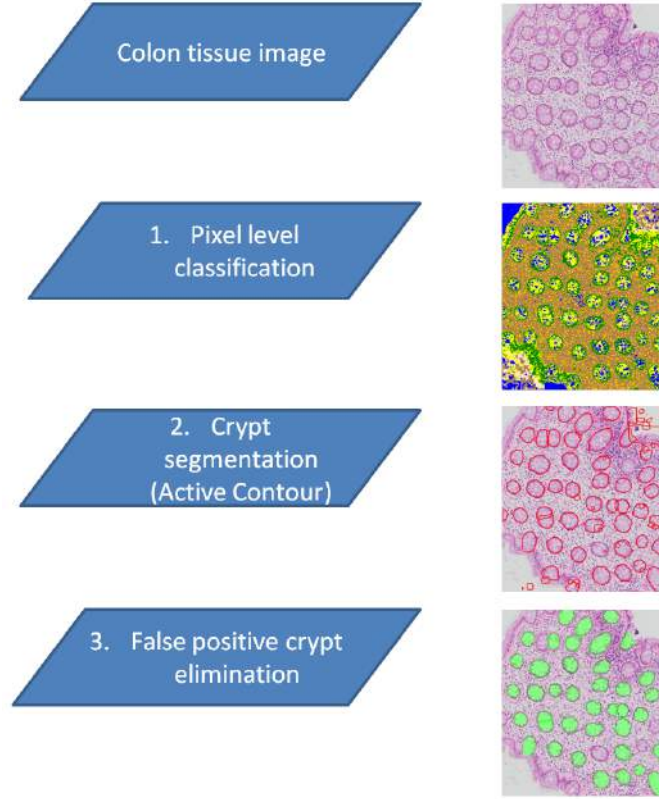 Colon tissue image
1. Pixel level
classification
2. Crypt
segmentation
(Active Contour)
3. False positive crypt
elimination